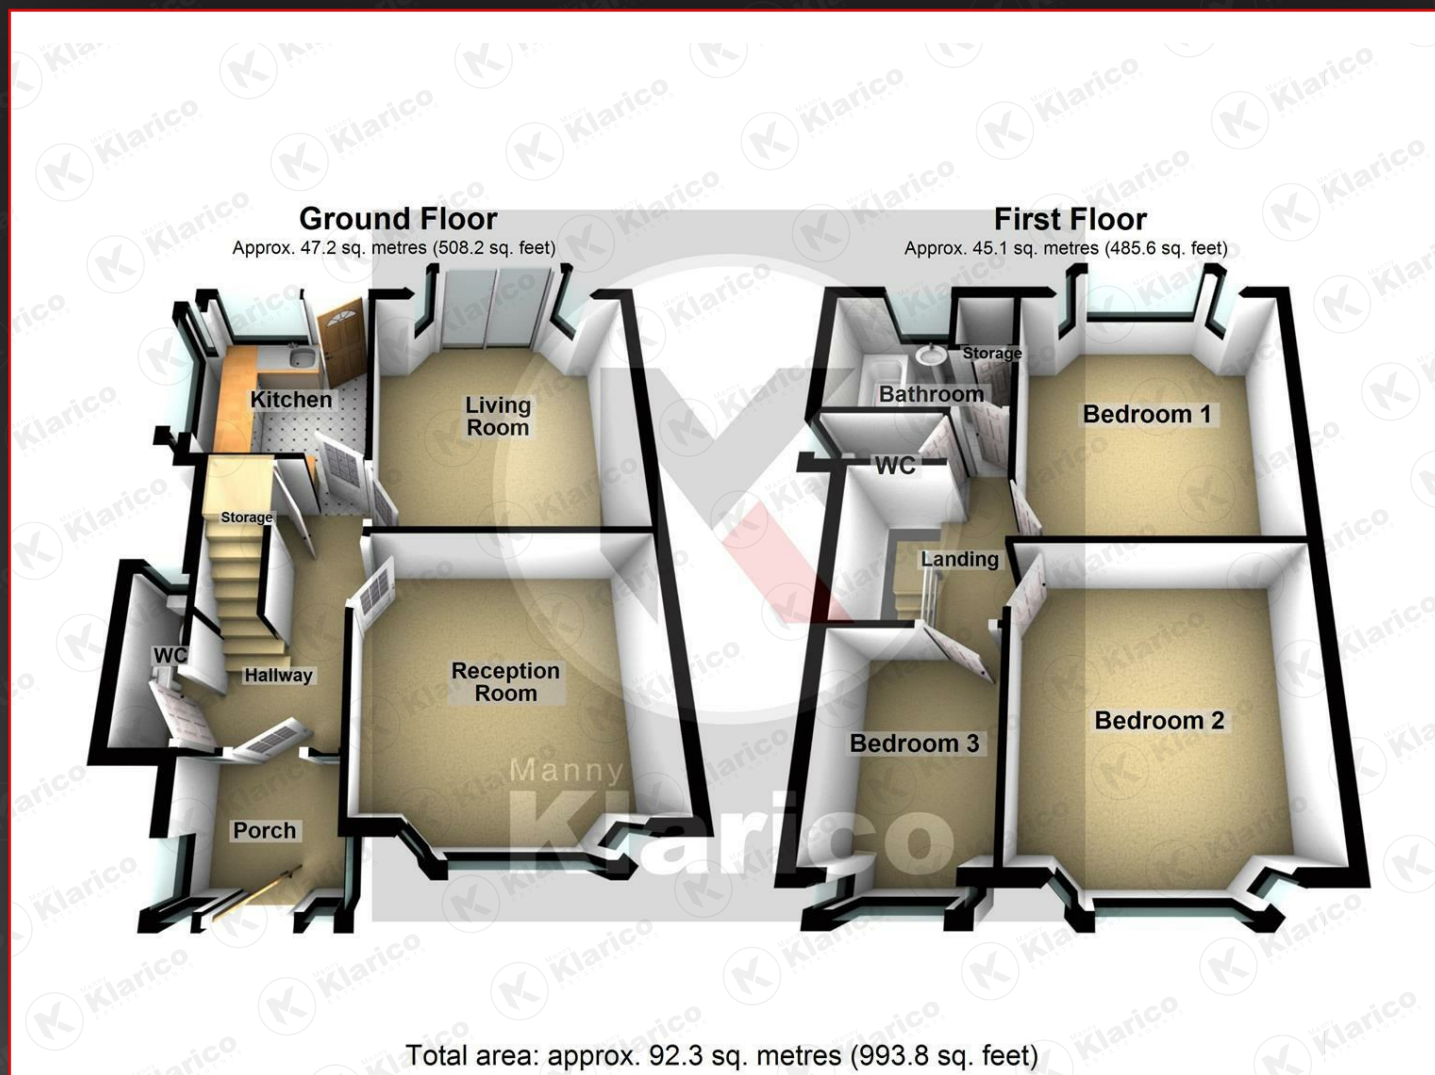 Ground Floor
Approx. 47.2 sq. metres (508.2 sq. feet)
First Floor
Approx. 45.1 sq. metres (485.6 sq. feet)
Kitchen
Living
Room
Storage
WC
Hallway
Reception
Room
Porch
Storage
Bathroom
Bedroom 1
WC
Landing
Bedroom 3
Bedroom 2
Manny
Klarico
Total area: approx. 92.3 sq. metres (993.8 sq. feet)